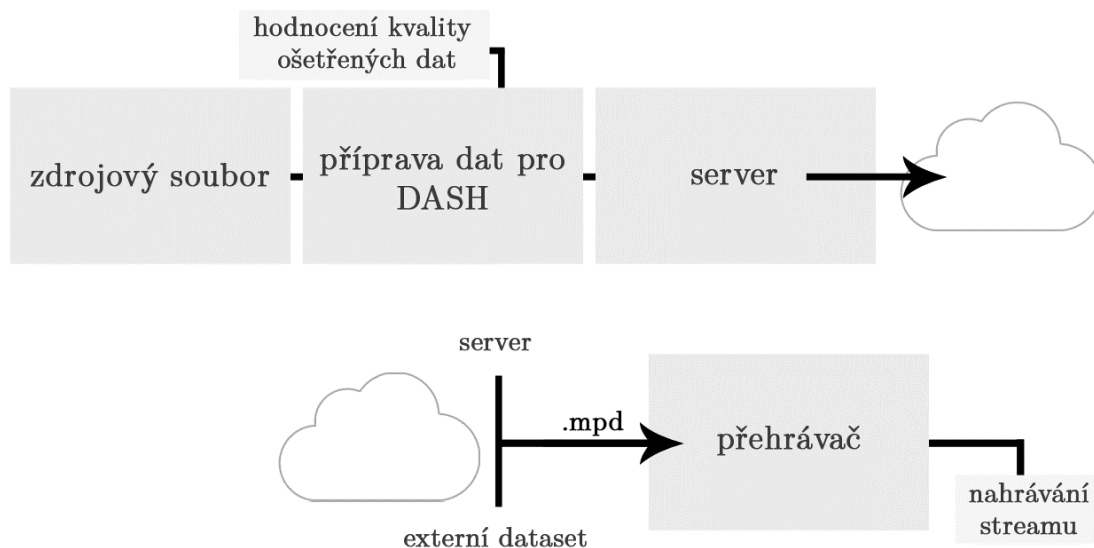 hodnocení kvality
ošetřených dat
zdrojový soubor
příprava dat pro
DASH
server
server
.mpd
přehrávač
externí dataset
nahrávání
streamu